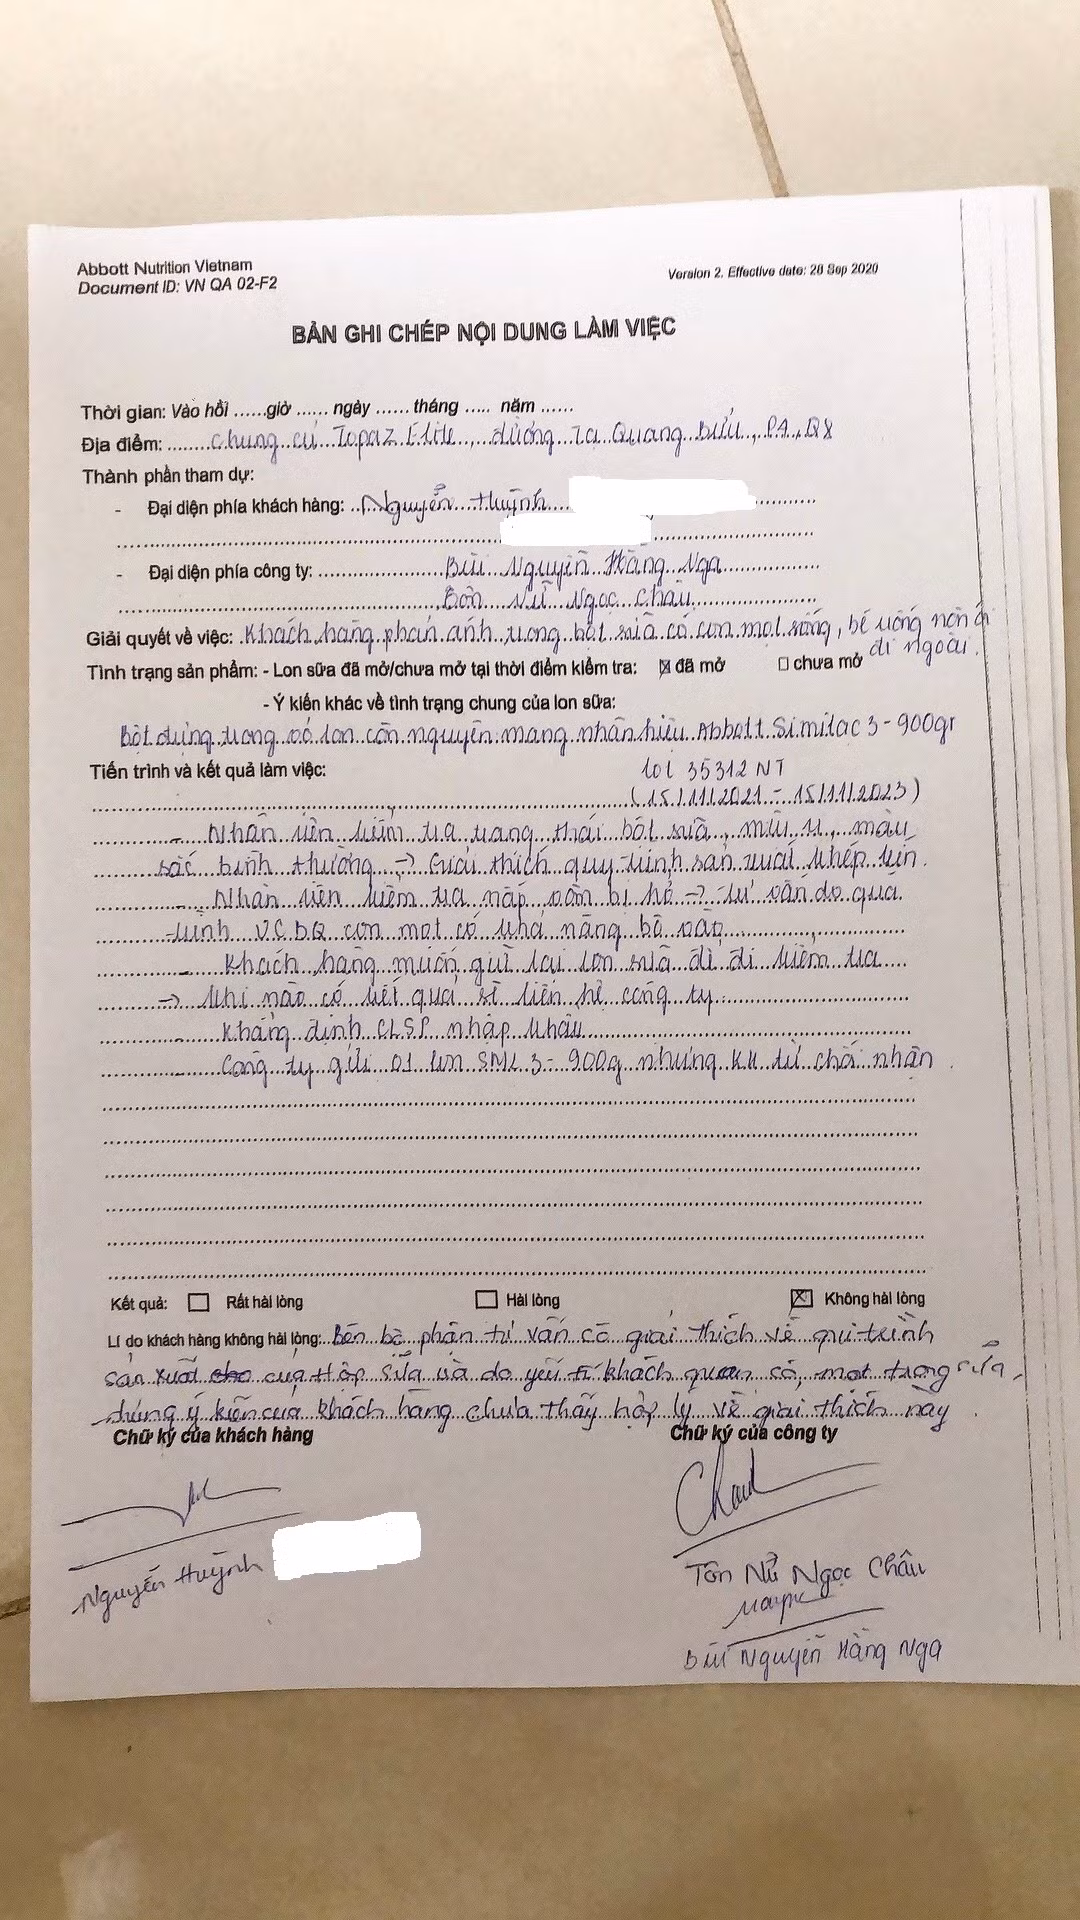 Abbott Nutrition Vietnam
Document ID: VN QA 02-F2
Version 2. Effective date: 28 Sep 2020
BẢN GHI CHÉP NỘI DUNG LÀM VIỆC
Thời gian: Vào hồi ......giờ ...... ngày ...... tháng ..... năm ......
Địa điểm: Chung cư Topaz Elite, đường Tạ Quang Bửu, P4, Q8
Thành phần tham dự:
- Đại diện phía khách hàng: Nguyễn Huỳnh
- Đại diện phía công ty: Bùi Nguyễn Hằng Nga
Tôn Nữ Ngọc Châu
Giải quyết về việc: Khách hàng phản ánh trong bột sữa có con mọt sống, bé uống nôn ói
đi ngoài.
Tình trạng sản phẩm: - Lon sữa đã mở/chưa mở tại thời điểm kiểm tra: ☒ đã mở ☐ chưa mở
- Ý kiến khác về tình trạng chung của lon sữa:
Bột đựng trong vỏ lon còn nguyên mang nhãn hiệu Abbott Similac 3 - 900gr
Tiến trình và kết quả làm việc: lot 35312NT
(15/11/2021 - 15/11/2023)
- Nhân viên kiểm tra trạng thái bột sữa, mùi vị, màu
sắc bình thường → Giải thích quy trình sản xuất khép kín.
- Nhân viên kiểm tra nắp vòm bị hở → tư vấn do quá
trình VCBQ con mọt có khả năng bò vào
- Khách hàng muốn giữ lại lon sữa để đi kiểm tra
→ khi nào có kết quả sẽ liên hệ công ty.
- Khẳng định CLSP nhập khẩu
- Công ty gửi 01 lon SML 3 - 900g nhưng KH từ chối nhận.
Kết quả: ☐ Rất hài lòng ☐ Hài lòng ☒ Không hài lòng
Lí do khách hàng không hài lòng: Bên bộ phận tư vấn có giải thích về qui trình
sản xuất của Hộp sữa và do yếu tố khách quan có mọt trong sữa,
nhưng ý kiến của khách hàng chưa thấy hợp lý về giải thích này.
Chữ ký của khách hàng Chữ ký của công ty
Nguyễn Huỳnh
Tôn Nữ Ngọc Châu
Bùi Nguyễn Hằng Nga